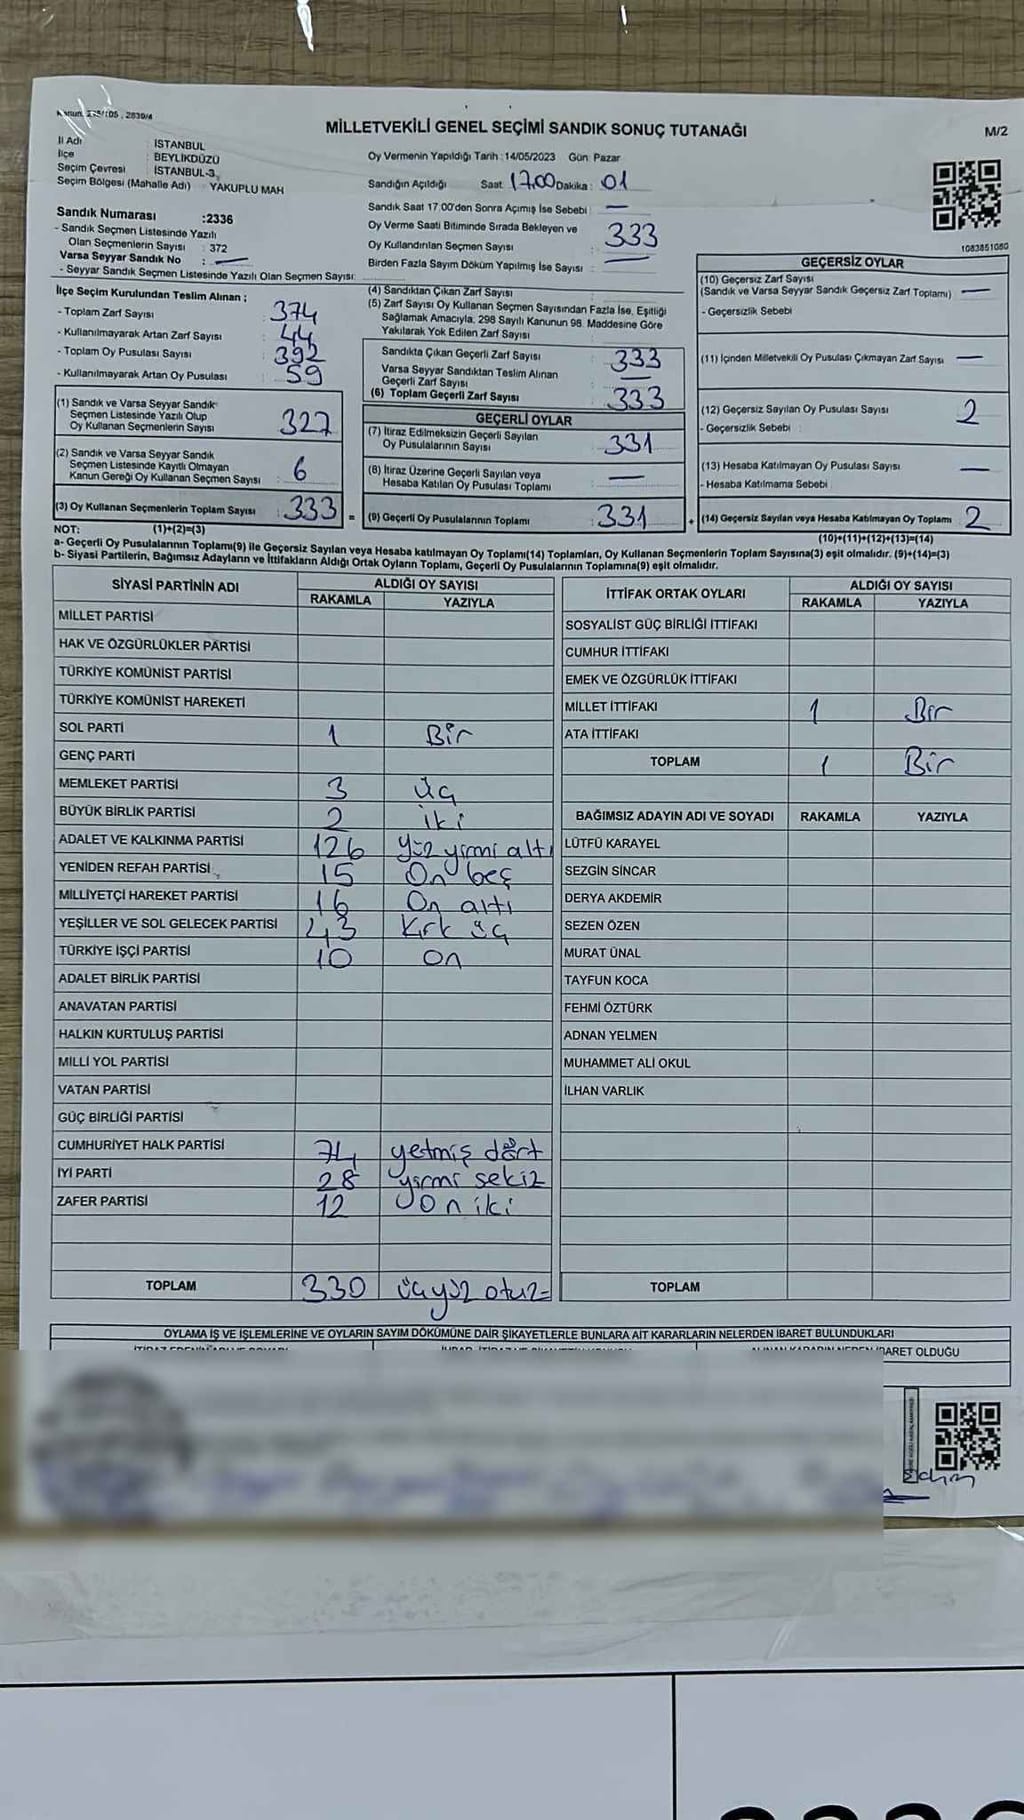 Kanun: 298/105 , 2839/4
MİLLETVEKİLİ GENEL SEÇİMİ SANDIK SONUÇ TUTANAĞI
M/2
İl Adı : İSTANBUL
İlçe : BEYLİKDÜZÜ
Seçim Çevresi : İSTANBUL-3
Seçim Bölgesi (Mahalle Adı) : YAKUPLU MAH
Sandık Numarası :2336
- Sandık Seçmen Listesinde Yazılı
Olan Seçmenlerin Sayısı : 372
Varsa Seyyar Sandık No : —
- Seyyar Sandık Seçmen Listesinde Yazılı Olan Seçmen Sayısı:
Oy Vermenin Yapıldığı Tarih :14/05/2023 Gün: Pazar
Sandığın Açıldığı Saat: 17.00 Dakika : 01
Sandık Saat 17.00'den Sonra Açımış İse Sebebi : —
Oy Verme Saati Bitiminde Sırada Bekleyen ve
Oy Kullandırılan Seçmen Sayısı : 333
Birden Fazla Sayım Döküm Yapılmış İse Sayısı : —
1083851080
İlçe Seçim Kurulundan Teslim Alınan ;
- Toplam Zarf Sayısı : 374
- Kullanılmayarak Artan Zarf Sayısı : 44
- Toplam Oy Pusulası Sayısı : 392
- Kullanılmayarak Artan Oy Pusulası : 59
(1) Sandık ve Varsa Seyyar Sandık
Seçmen Listesinde Yazılı Olup
Oy Kullanan Seçmenlerin Sayısı : 327
(2) Sandık ve Varsa Seyyar Sandık
Seçmen Listesinde Kayıtlı Olmayan
Kanun Gereği Oy Kullanan Seçmen Sayısı : 6
(3) Oy Kullanan Seçmenlerin Toplam Sayısı : 333 =
(4) Sandıktan Çıkan Zarf Sayısı
(5) Zarf Sayısı Oy Kullanan Seçmen Sayısından Fazla İse, Eşitliği
Sağlamak Amacıyla, 298 Sayılı Kanunun 98. Maddesine Göre
Yakılarak Yok Edilen Zarf Sayısı :
Sandıkta Çıkan Geçerli Zarf Sayısı : 333
Varsa Seyyar Sandıktan Teslim Alınan
Geçerli Zarf Sayısı : —
(6) Toplam Geçerli Zarf Sayısı : 333
GEÇERLİ OYLAR
(7) İtiraz Edilmeksizin Geçerli Sayılan
Oy Pusulalarının Sayısı : 331
(8) İtiraz Üzerine Geçerli Sayılan veya
Hesaba Katılan Oy Pusulası Toplamı : —
(9) Geçerli Oy Pusulalarının Toplamı : 331 +
GEÇERSİZ OYLAR
(10) Geçersiz Zarf Sayısı
(Sandık ve Varsa Seyyar Sandık Geçersiz Zarf Toplamı) : —
- Geçersizlik Sebebi :
(11) İçinden Milletvekili Oy Pusulası Çıkmayan Zarf Sayısı : —
(12) Geçersiz Sayılan Oy Pusulası Sayısı : 2
- Geçersizlik Sebebi :
(13) Hesaba Katılmayan Oy Pusulası Sayısı : —
- Hesaba Katılmama Sebebi :
(14) Geçersiz Sayılan veya Hesaba Katılmayan Oy Toplamı : 2
NOT: (1)+(2)=(3)
(10)+(11)+(12)+(13)=(14)
a- Geçerli Oy Pusulalarının Toplamı(9) ile Geçersiz Sayılan veya Hesaba katılmayan Oy Toplamı(14) Toplamları, Oy Kullanan Seçmenlerin Toplam Sayısına(3) eşit olmalıdır. (9)+(14)=(3)
b- Siyasi Partilerin, Bağımsız Adayların ve İttifakların Aldığı Ortak Oyların Toplamı, Geçerli Oy Pusulalarının Toplamına(9) eşit olmalıdır.
SİYASİ PARTİNİN ADI ALDIĞI OY SAYISI
RAKAMLA YAZIYLA
MİLLET PARTİSİ
HAK VE ÖZGÜRLÜKLER PARTİSİ
TÜRKİYE KOMÜNİST PARTİSİ
TÜRKİYE KOMÜNİST HAREKETİ
SOL PARTİ 1 Bir
GENÇ PARTİ
MEMLEKET PARTİSİ 3 üç
BÜYÜK BİRLİK PARTİSİ 2 iki
ADALET VE KALKINMA PARTİSİ 126 yüz yirmi altı
YENİDEN REFAH PARTİSİ 15 On beş
MİLLİYETÇİ HAREKET PARTİSİ 16 On altı
YEŞİLLER VE SOL GELECEK PARTİSİ 43 Kırk üç
TÜRKİYE İŞÇİ PARTİSİ 10 On
ADALET BİRLİK PARTİSİ
ANAVATAN PARTİSİ
HALKIN KURTULUŞ PARTİSİ
MİLLİ YOL PARTİSİ
VATAN PARTİSİ
GÜÇ BİRLİĞİ PARTİSİ
CUMHURİYET HALK PARTİSİ 74 yetmiş dört
İYİ PARTİ 28 yirmi sekiz
ZAFER PARTİSİ 12 On iki
TOPLAM 330 üçyüz otuz
İTTİFAK ORTAK OYLARI ALDIĞI OY SAYISI
RAKAMLA YAZIYLA
SOSYALİST GÜÇ BİRLİĞİ İTTİFAKI
CUMHUR İTTİFAKI
EMEK VE ÖZGÜRLÜK İTTİFAKI
MİLLET İTTİFAKI 1 Bir
ATA İTTİFAKI
TOPLAM 1 Bir
BAĞIMSIZ ADAYIN ADI VE SOYADI RAKAMLA YAZIYLA
LÜTFÜ KARAYEL
SEZGİN SİNCAR
DERYA AKDEMİR
SEZEN ÖZEN
MURAT ÜNAL
TAYFUN KOCA
FEHMİ ÖZTÜRK
ADNAN YELMEN
MUHAMMET ALİ OKUL
İLHAN VARLIK
TOPLAM
OYLAMA İŞ VE İŞLEMLERİNE VE OYLARIN SAYIM DÖKÜMÜNE DAİR ŞİKAYETLERLE BUNLARA AİT KARARLARIN NELERDEN İBARET BULUNDUKLARI
İBARET OLDUĞU